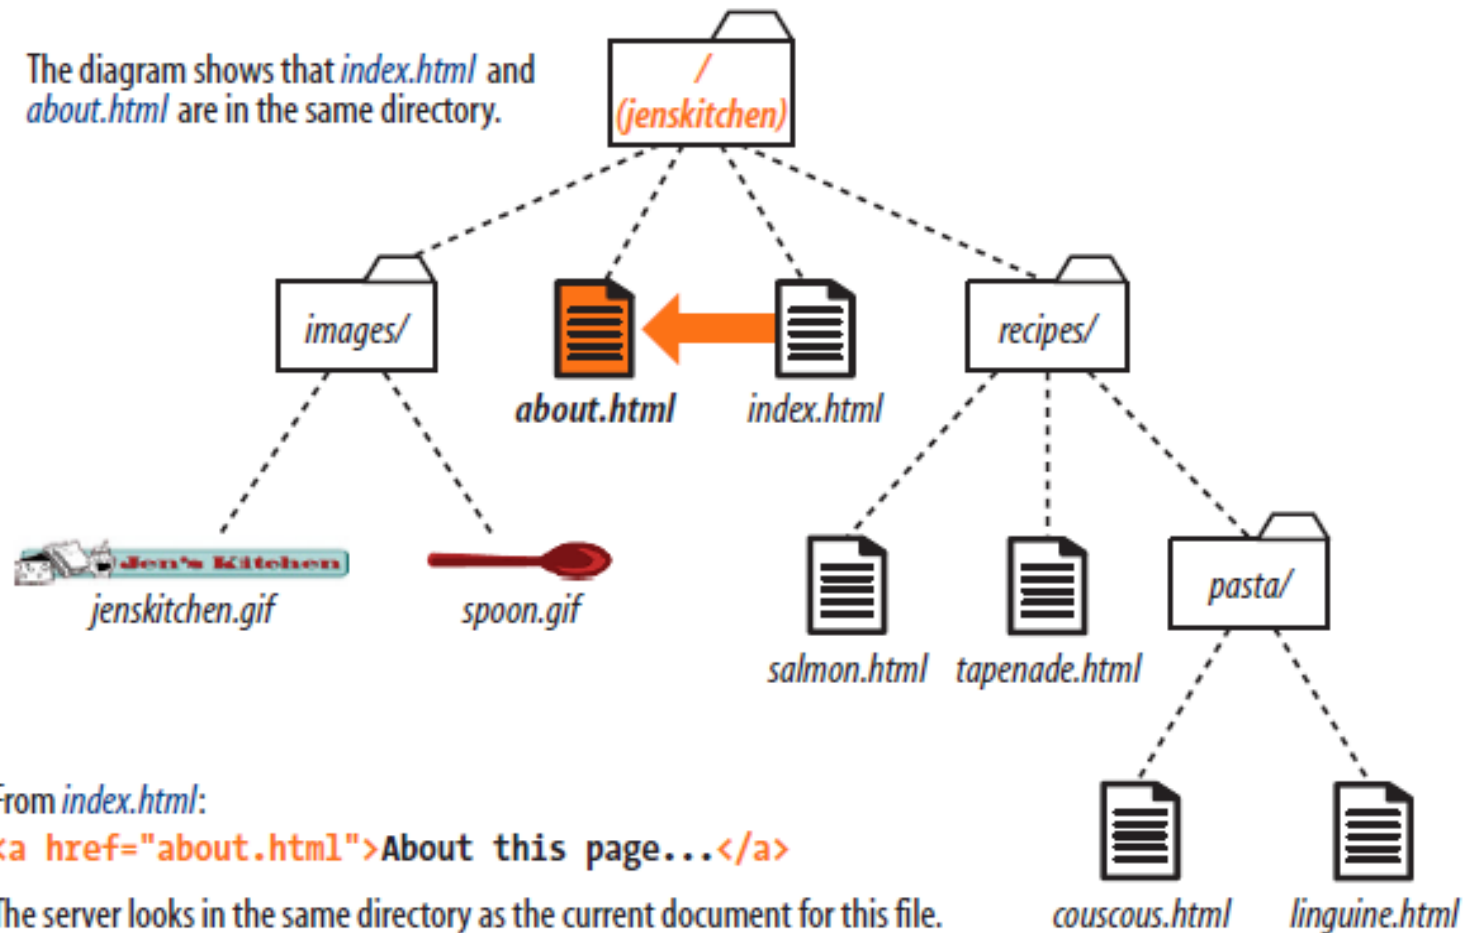 The diagram shows that index.html and
about.html are in the same directory.
/
(jenskitchen)
images/
about.html
index.html
recipes/
Jen's Kitchen
jenskitchen.gif
spoon.gif
salmon.html
tapenade.html
pasta/
From index.html:
<a href="about.html">About this page...</a>
The server looks in the same directory as the current document for this file.
couscous.html
linguine.html